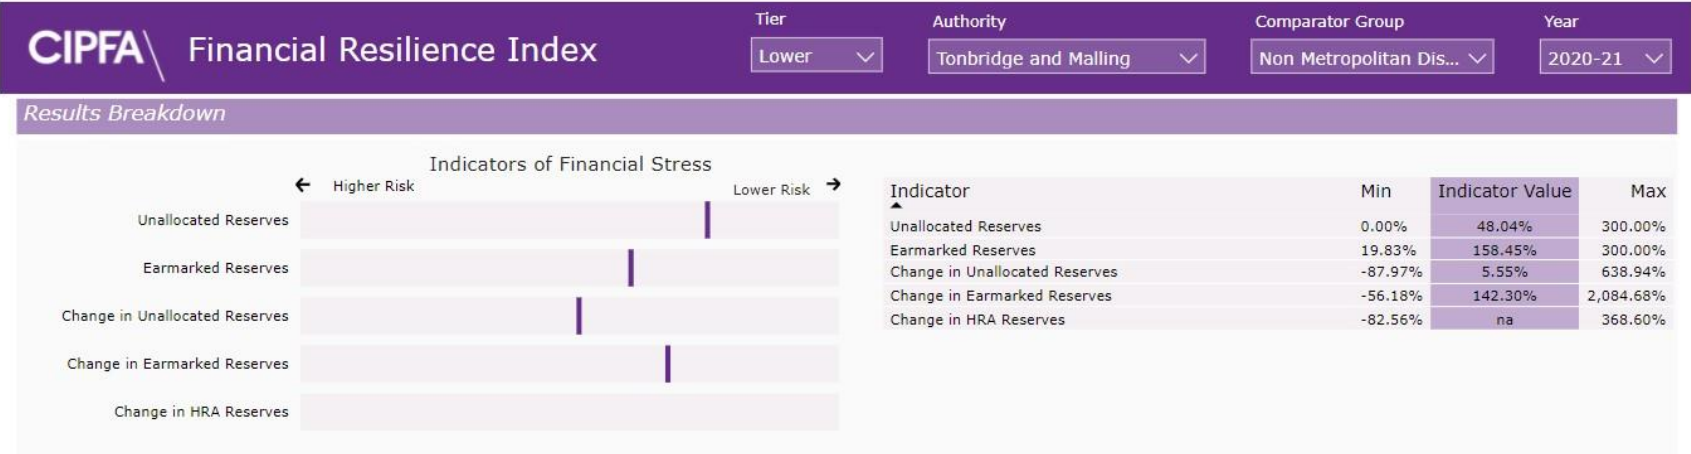 CIPFA\ Financial Resilience Index
Tier
Lower
Authority
Tonbridge and Malling
Comparator Group
Non Metropolitan Dis...
Year
2020-21
Results Breakdown
Indicators of Financial Stress
← Higher Risk Lower Risk →
Unallocated Reserves
Earmarked Reserves
Change in Unallocated Reserves
Change in Earmarked Reserves
Change in HRA Reserves
Indicator Min Indicator Value Max
Unallocated Reserves 0.00% 48.04% 300.00%
Earmarked Reserves 19.83% 158.45% 300.00%
Change in Unallocated Reserves -87.97% 5.55% 638.94%
Change in Earmarked Reserves -56.18% 142.30% 2,084.68%
Change in HRA Reserves -82.56% na 368.60%